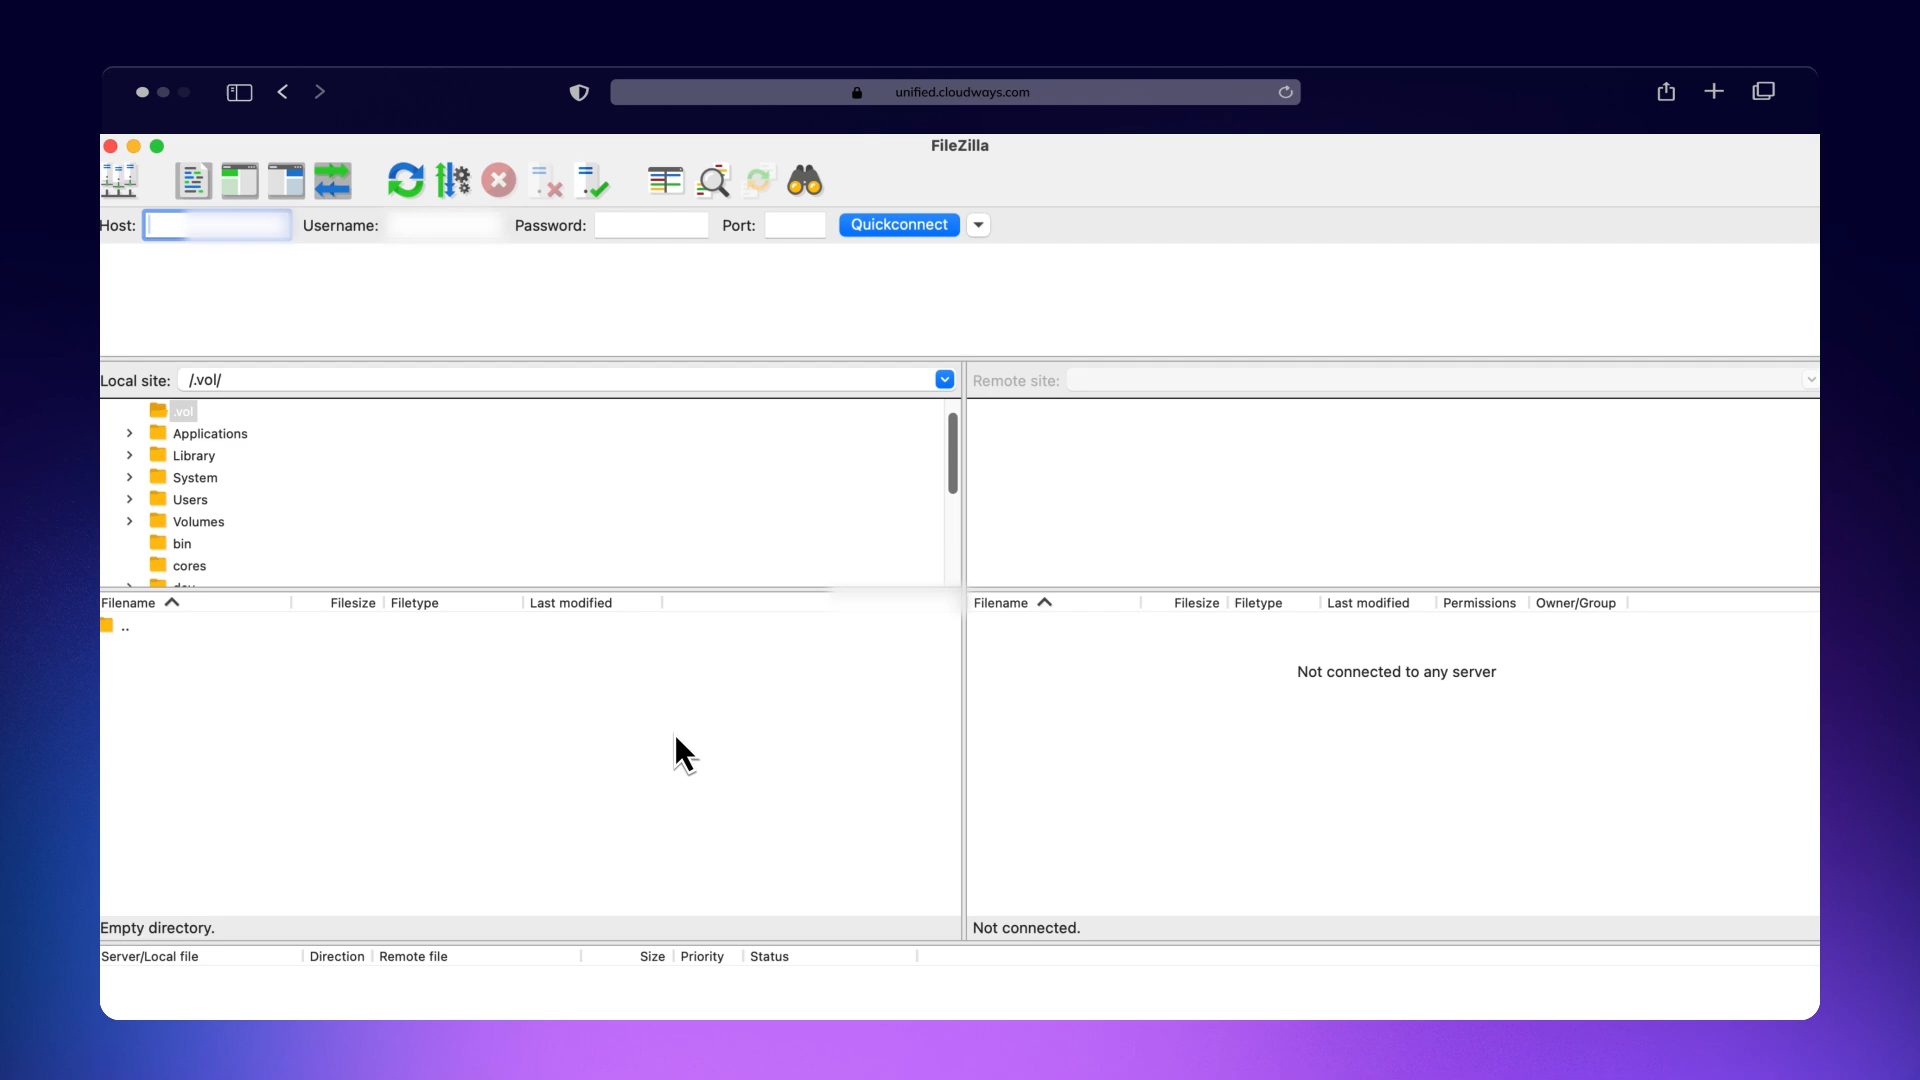 unified.cloudways.com
FileZilla
Host: Username: Password: Port: Quickconnect
Local site: /.vol/
Remote site:
.vol
Applications
Library
System
Users
Volumes
bin
cores
Filename Filesize Filetype Last modified
..
Filename Filesize Filetype Last modified Permissions Owner/Group
Not connected to any server
Empty directory.
Not connected.
Server/Local file Direction Remote file Size Priority Status